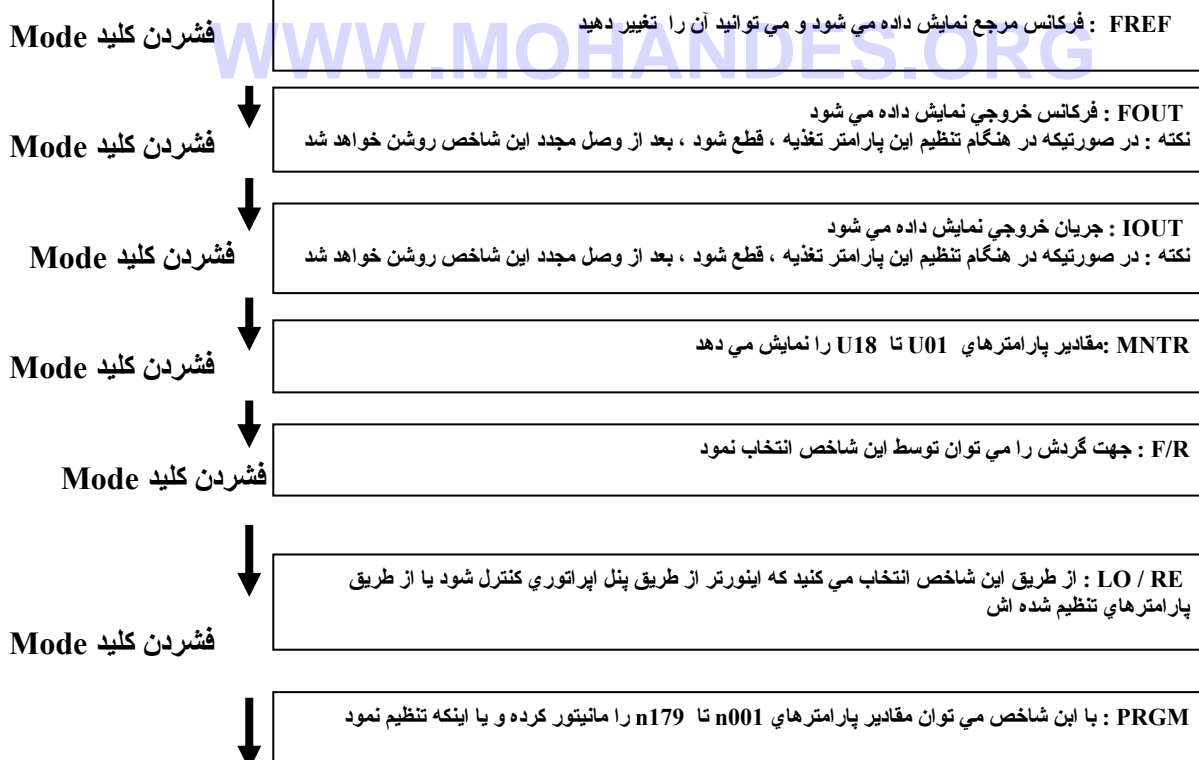 FREF : فركانس مرجع نمايش داده مي شود و مي توانيد آن را تغيير دهيد
فشردن كليد Mode
WWW.MOHANDES.ORG
FOUT : فركانس خروجي نمايش داده مي شود
نكته : در صورتيكه در هنگام تنظيم اين پارامتر تغذيه ، قطع شود ، بعد از وصل مجدد اين شاخص روشن خواهد شد
فشردن كليد Mode
IOUT : جريان خروجي نمايش داده مي شود
نكته : در صورتيكه در هنگام تنظيم اين پارامتر تغذيه ، قطع شود ، بعد از وصل مجدد اين شاخص روشن خواهد شد
فشردن كليد Mode
MNTR :مقادير پارامترهاي U01 تا U18 را نمايش مي دهد
فشردن كليد Mode
F/R : جهت گردش را مي توان توسط اين شاخص انتخاب نمود
فشردن كليد Mode
LO / RE : از طريق اين شاخص انتخاب مي كنيد كه اينورتر از طريق پنل اپراتوري كنترل شود يا از طريق
پارامترهاي تنظيم شده اش
فشردن كليد Mode
PRGM : با ابن شاخص مي توان مقادير پارامترهاي n001 تا n179 را مانيتور كرده و يا اينكه تنظيم نمود